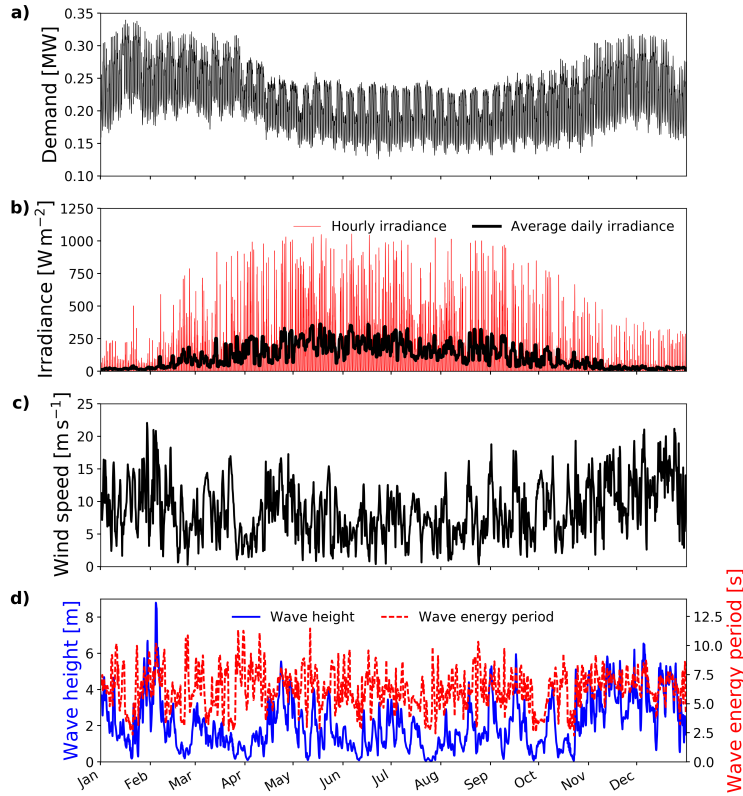 a)
Demand [MW]
0.35
0.30
0.25
0.20
0.15
0.10
b)
Irradiance [W m⁻²]
1250
1000
750
500
250
0
Hourly irradiance
Average daily irradiance
c)
Wind speed [m s⁻¹]
25
20
15
10
5
0
d)
Wave height [m]
8
6
4
2
0
Wave height
Wave energy period
12.5
10.0
7.5
5.0
2.5
0.0
Wave energy period [s]
Jan Feb Mar Apr May Jun Jul Aug Sep Oct Nov Dec